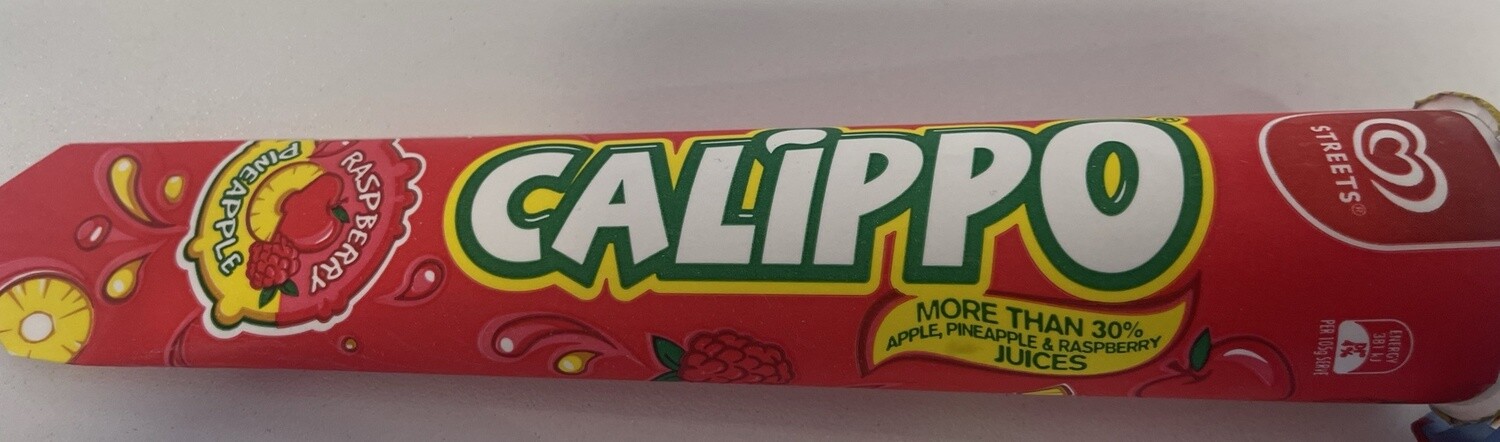 PINEAPPLE
RASPBERRY
CALIPPO®
MORE THAN 30%
APPLE, PINEAPPLE & RASPBERRY
JUICES
STREETS®
ENERGY
381 kJ
PER 105g SERVE